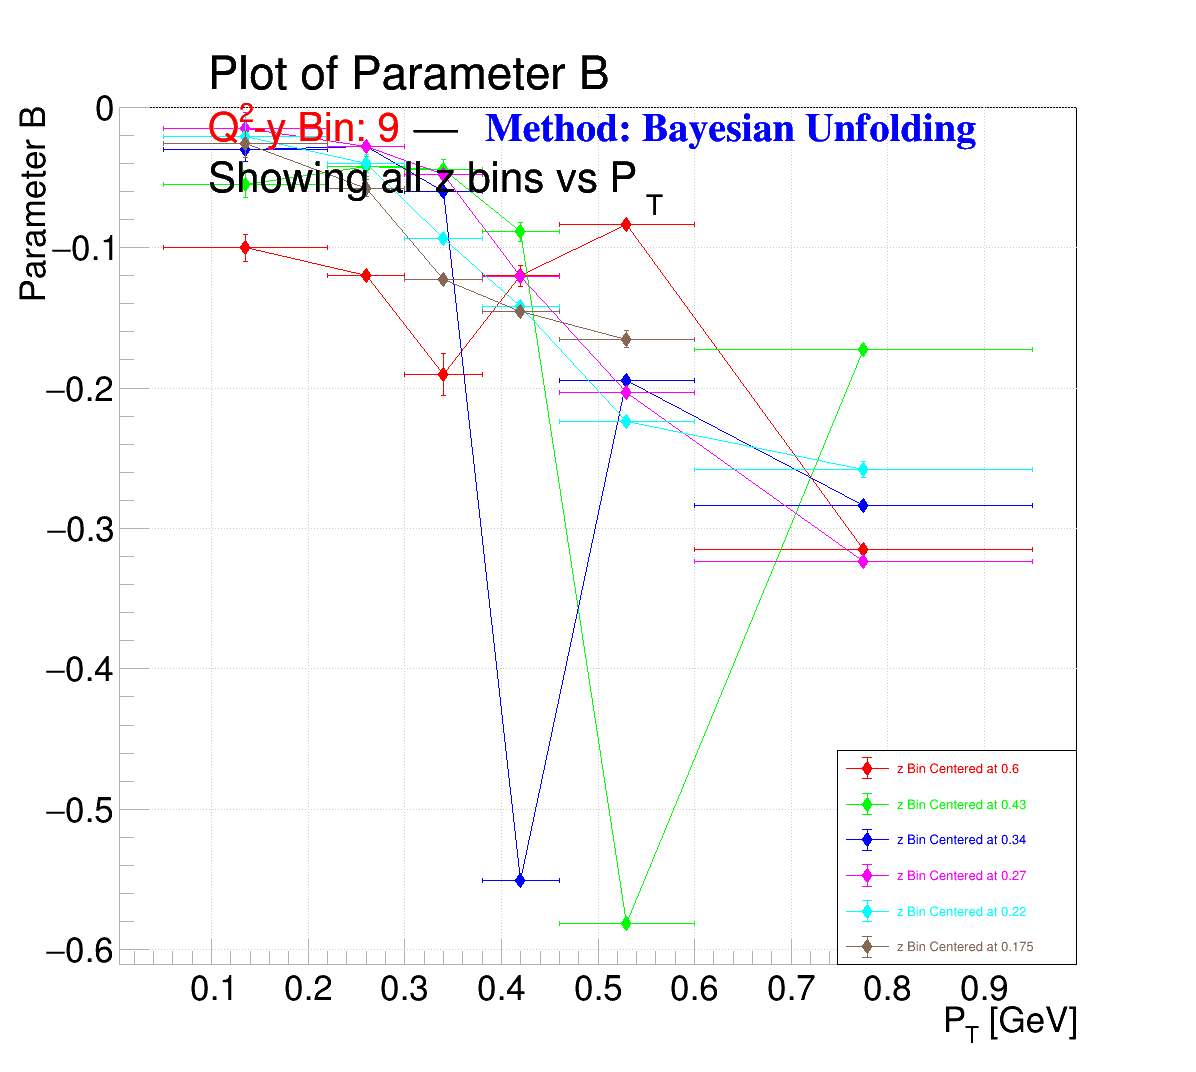 Plot of Parameter B
Q²-y Bin: 9 — Method: Bayesian Unfolding
Showing all z bins vs P_T
Parameter B
0
−0.1
−0.2
−0.3
−0.4
−0.5
−0.6
0.1 0.2 0.3 0.4 0.5 0.6 0.7 0.8 0.9
P_T [GeV]
z Bin Centered at 0.6
z Bin Centered at 0.43
z Bin Centered at 0.34
z Bin Centered at 0.27
z Bin Centered at 0.22
z Bin Centered at 0.175